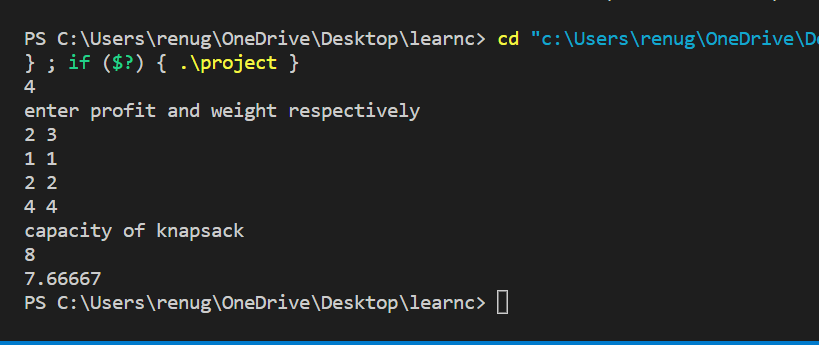 PS C:\Users\renug\OneDrive\Desktop\learnc> cd "c:\Users\renug\OneDrive\D
} ; if ($?) { .\project }
4
enter profit and weight respectively
2 3
1 1
2 2
4 4
capacity of knapsack
8
7.66667
PS C:\Users\renug\OneDrive\Desktop\learnc>